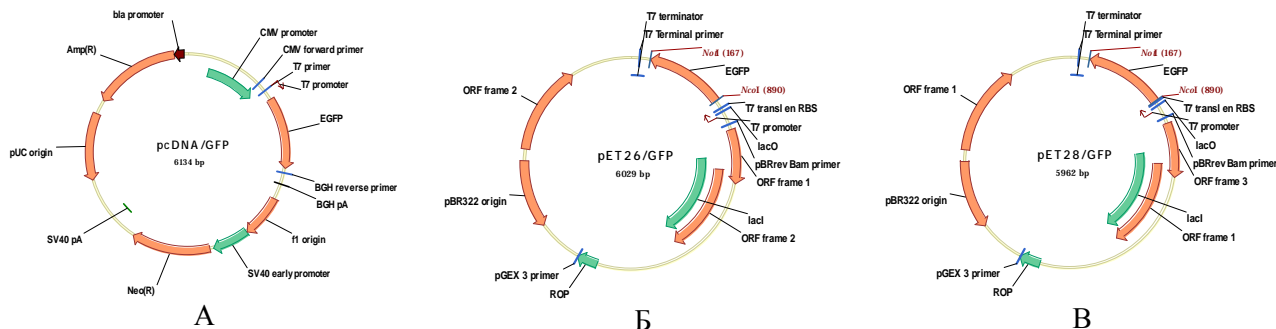 bla promoter
Amp(R)
CMV promoter
CMV forward primer
T7 primer
T7 promoter
EGFP
pcDNA/GFP
6134 bp
pUC origin
BGH reverse primer
BGH pA
f1 origin
SV40 pA
SV40 early promoter
Neo(R)
А
T7 terminator
T7 Terminal primer
NotI (167)
EGFP
ORF frame 2
NcoI (890)
T7 transl en RBS
T7 promoter
lacO
pET26/GFP
6029 bp
pBRrev Bam primer
ORF frame 1
pBR322 origin
lacI
ORF frame 2
pGEX 3 primer
ROP
Б
T7 terminator
T7 Terminal primer
NotI (167)
EGFP
ORF frame 1
NcoI (890)
T7 transl en RBS
T7 promoter
lacO
pET28/GFP
5962 bp
pBRrev Bam primer
ORF frame 3
pBR322 origin
lacI
ORF frame 1
pGEX 3 primer
ROP
В